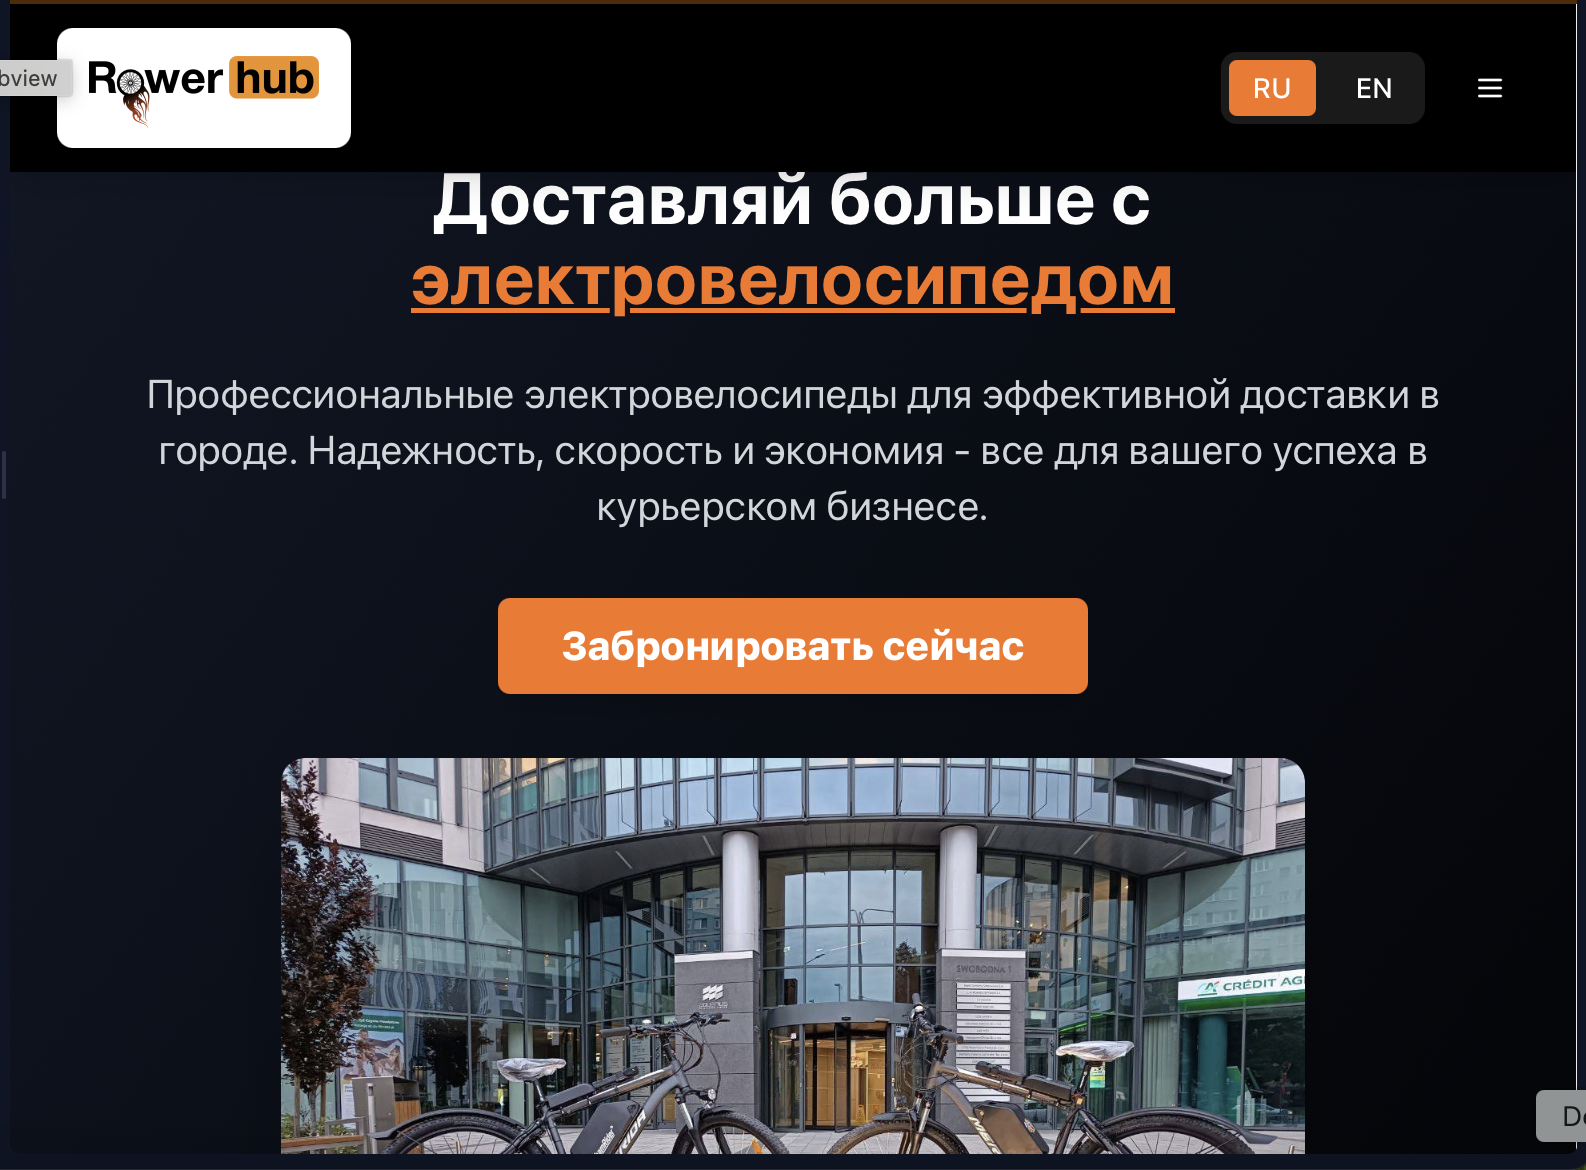 bview
Rower hub
RU
EN
Доставляй больше с
электровелосипедом
Профессиональные электровелосипеды для эффективной доставки в
городе. Надежность, скорость и экономия - все для вашего успеха в
курьерском бизнесе.
Забронировать сейчас
SWOBODNA 1
CRÉDIT AG